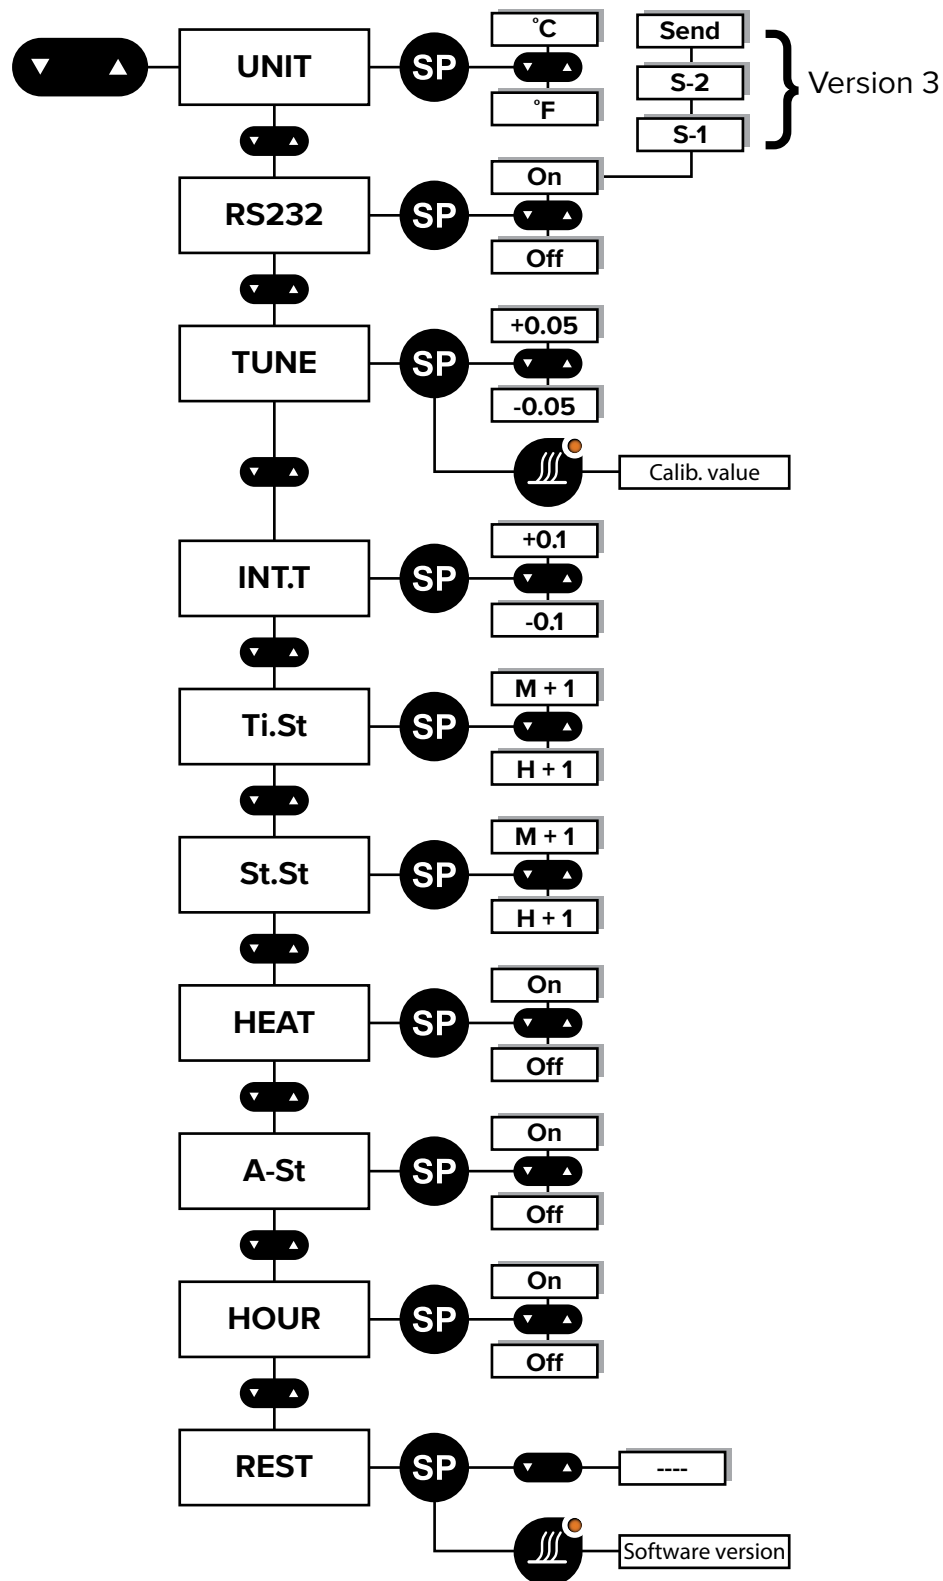 UNIT
SP
°C
°F
Send
S-2
S-1
Version 3
RS232
SP
On
Off
TUNE
SP
+0.05
-0.05
Calib. value
INT.T
SP
+0.1
-0.1
Ti.St
SP
M + 1
H + 1
St.St
SP
M + 1
H + 1
HEAT
SP
On
Off
A-St
SP
On
Off
HOUR
SP
On
Off
REST
SP
----
Software version